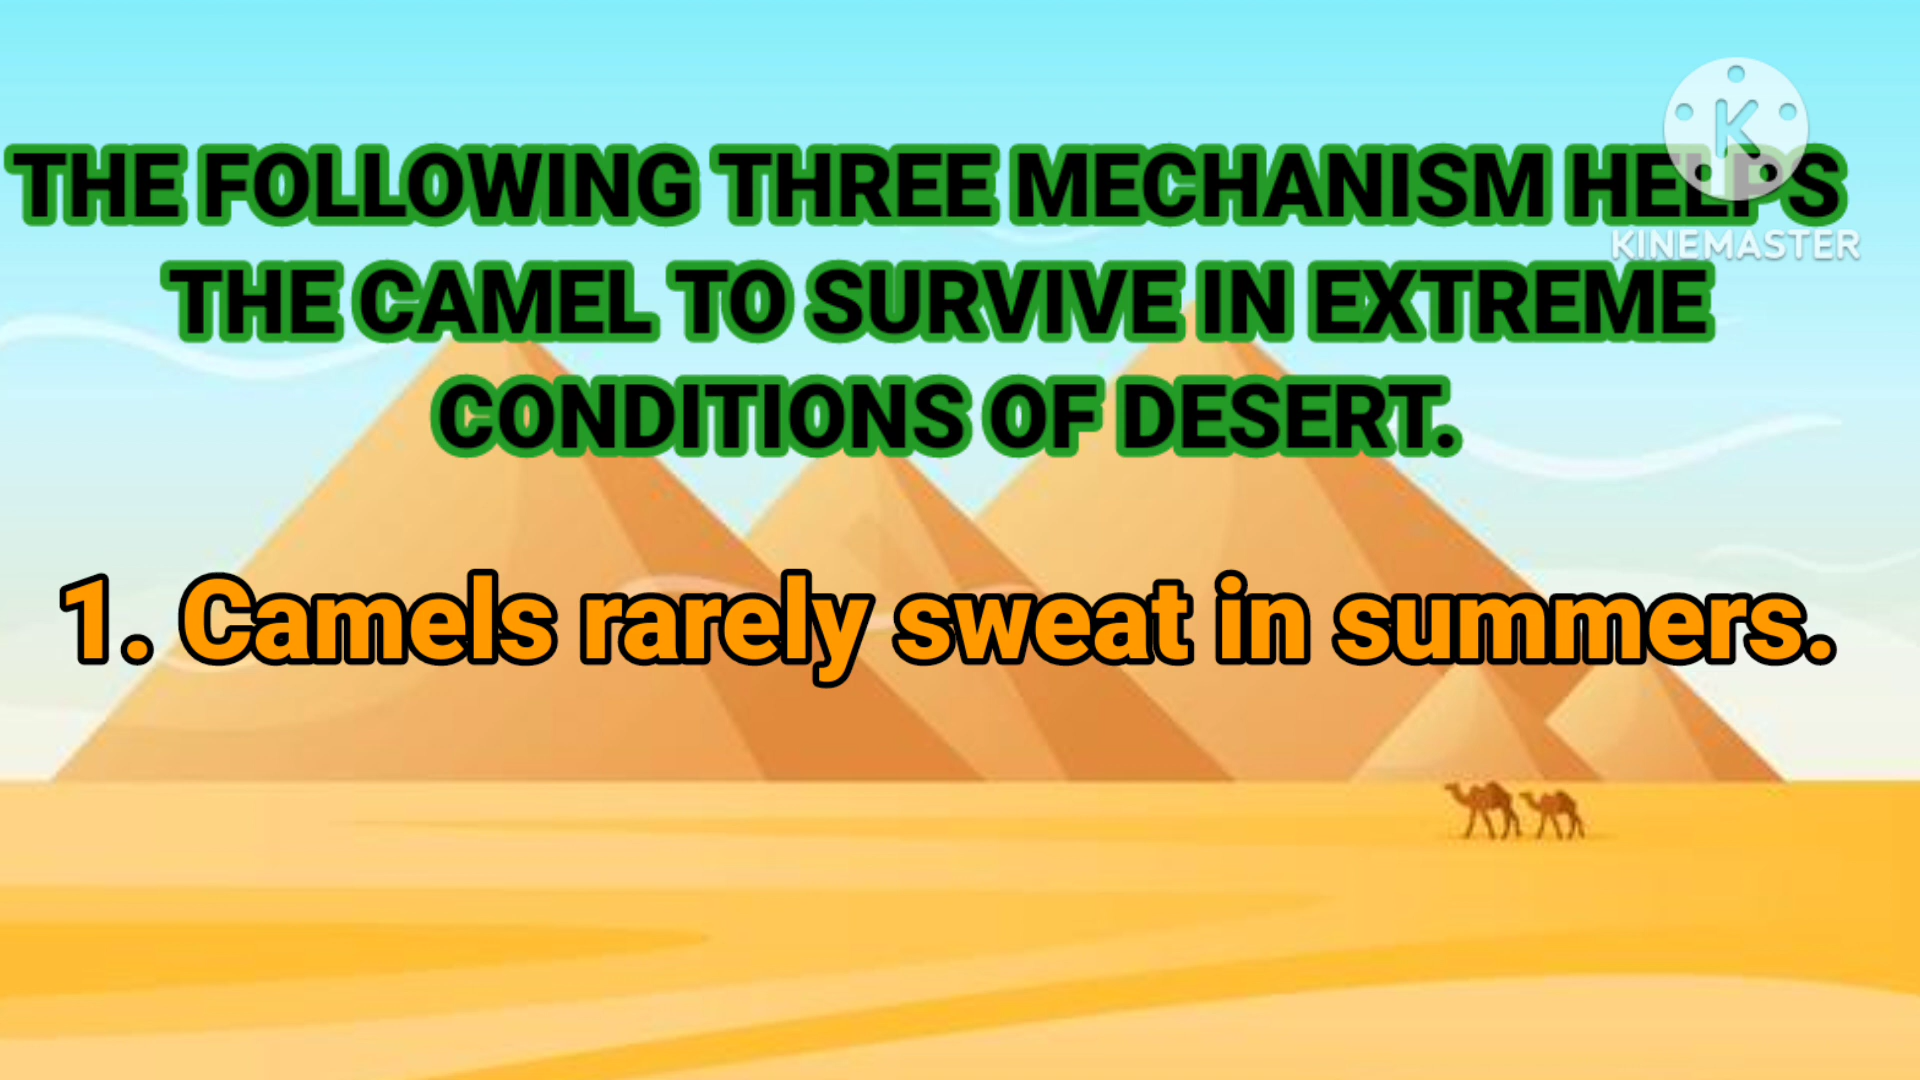 THE FOLLOWING THREE MECHANISM HELPS
KINEMASTER
THE CAMEL TO SURVIVE IN EXTREME
CONDITIONS OF DESERT.
1. Camels rarely sweat in summers.